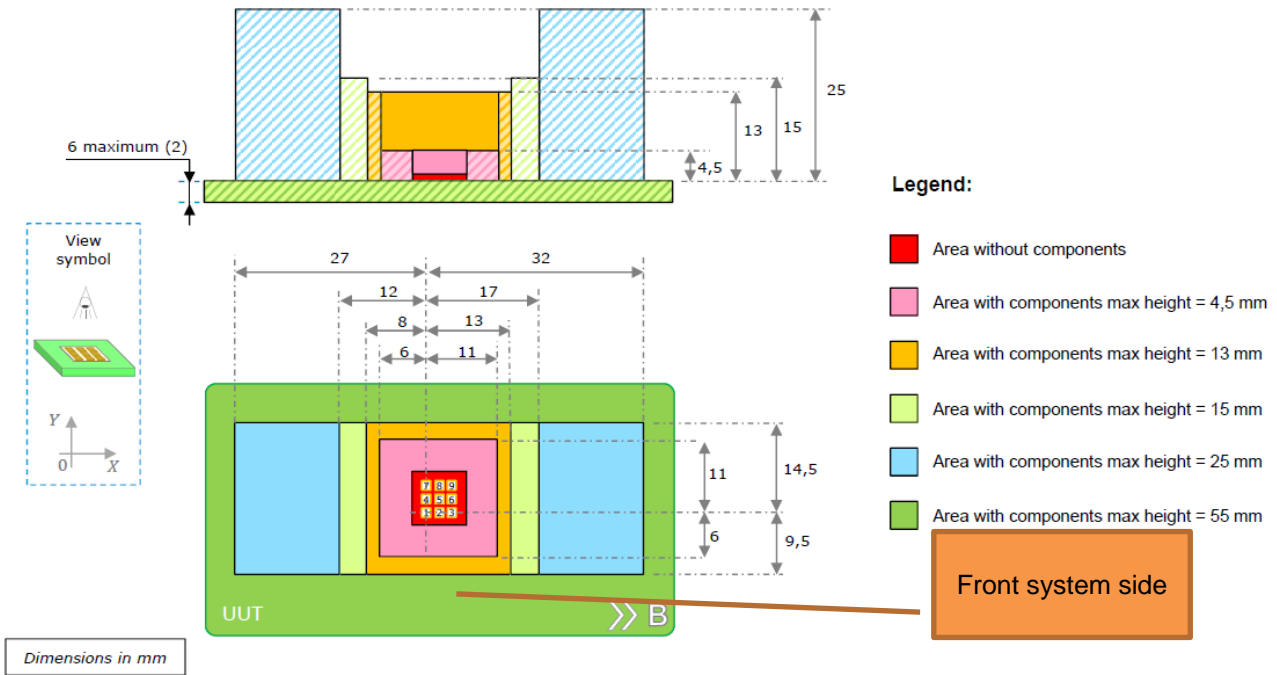 25
15
13
4,5
6 maximum (2)
Legend:
View
symbol
Area without components
27
32
Area with components max height = 4,5 mm
12
17
8
13
Area with components max height = 13 mm
6
11
Area with components max height = 15 mm
Y
0
X
Area with components max height = 25 mm
11
14,5
7 8 9
4 5 6
1 2 3
Area with components max height = 55 mm
6
9,5
Front system side
UUT
B
Dimensions in mm